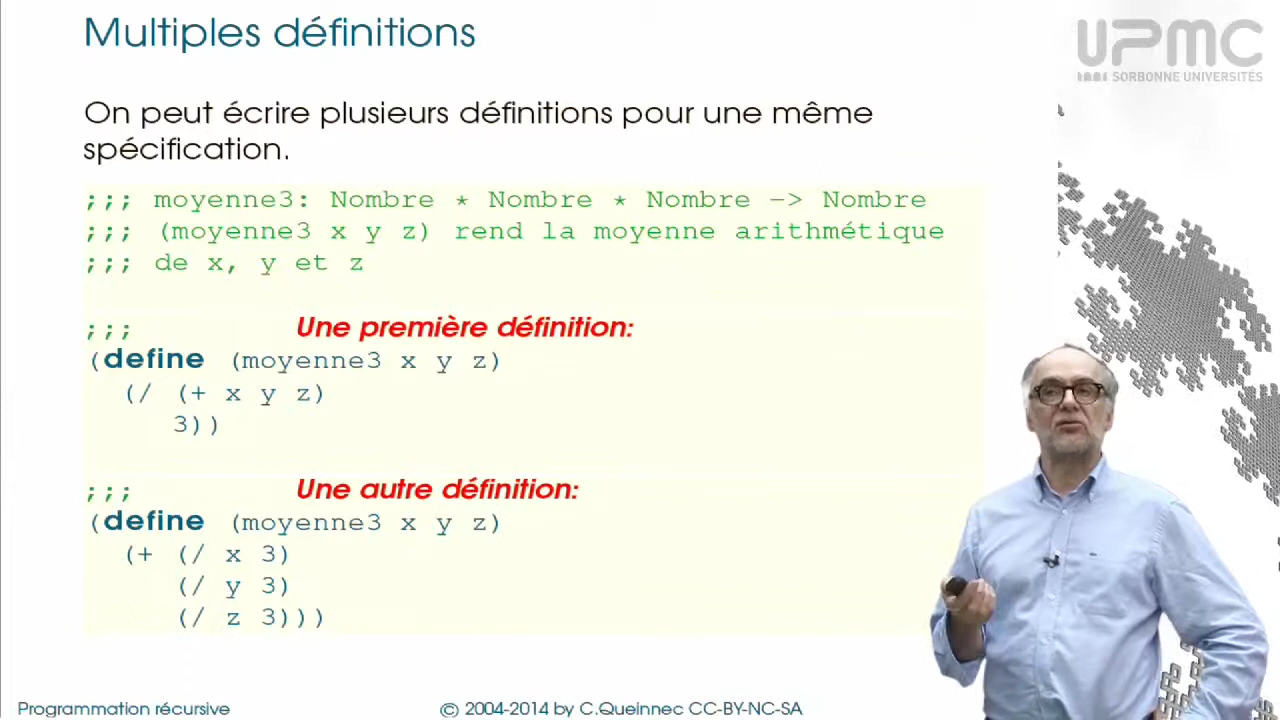 Multiples définitions
UPMC
SORBONNE UNIVERSITÉS
On peut écrire plusieurs définitions pour une même
spécification.
;;; moyenne3: Nombre * Nombre * Nombre -> Nombre
;;; (moyenne3 x y z) rend la moyenne arithmétique
;;; de x, y et z
;;; Une première définition:
(define (moyenne3 x y z)
(/ (+ x y z)
3))
;;; Une autre définition:
(define (moyenne3 x y z)
(+ (/ x 3)
(/ y 3)
(/ z 3)))
Programmation récursive
© 2004-2014 by C.Queinnec CC-BY-NC-SA